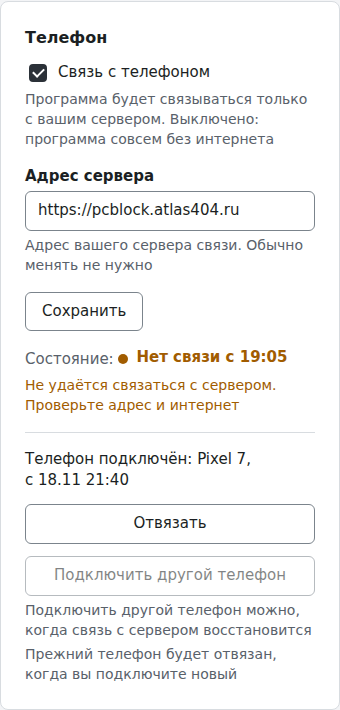 Телефон
Связь с телефоном
Программа будет связываться только
с вашим сервером. Выключено:
программа совсем без интернета
Адрес сервера
https://pcblock.atlas404.ru
Адрес вашего сервера связи. Обычно
менять не нужно
Сохранить
Состояние: Нет связи с 19:05
Не удаётся связаться с сервером.
Проверьте адрес и интернет
Телефон подключён: Pixel 7,
с 18.11 21:40
Отвязать
Подключить другой телефон
Подключить другой телефон можно,
когда связь с сервером восстановится
Прежний телефон будет отвязан,
когда вы подключите новый